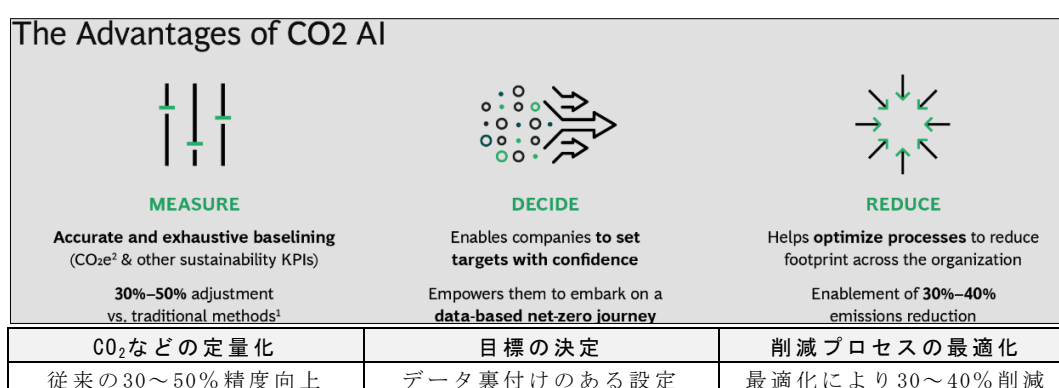 The Advantages of CO2 AI
MEASURE
Accurate and exhaustive baselining
(CO₂e² & other sustainability KPIs)
30%–50% adjustment
vs. traditional methods¹
DECIDE
Enables companies to set
targets with confidence
Empowers them to embark on a
data-based net-zero journey
REDUCE
Helps optimize processes to reduce
footprint across the organization
Enablement of 30%–40%
emissions reduction
CO₂などの定量化
目標の決定
削減プロセスの最適化
従来の30～50%精度向上
データ裏付けのある設定
最適化により30～40%削減